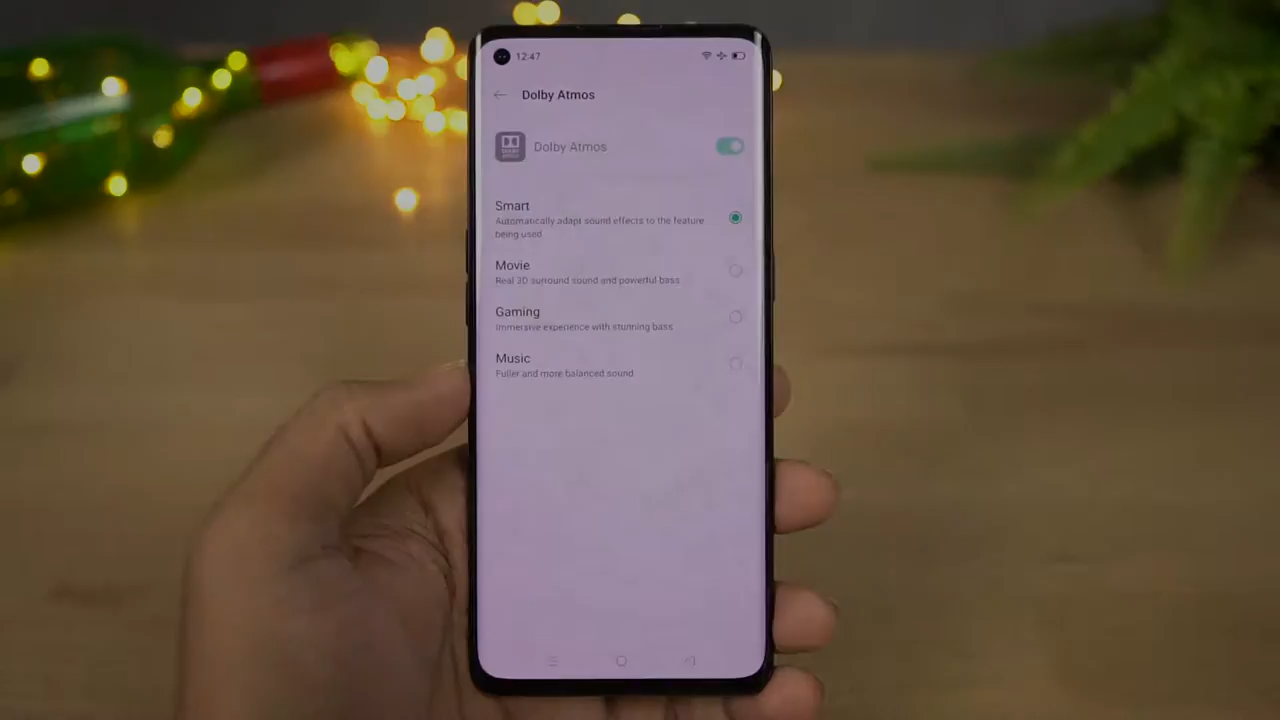 12:47
Dolby Atmos
Dolby Atmos
Smart
Automatically adapt sound effects to the feature
being used
Movie
Real 3D surround sound and powerful bass
Gaming
Immersive experience with stunning bass
Music
Fuller and more balanced sound